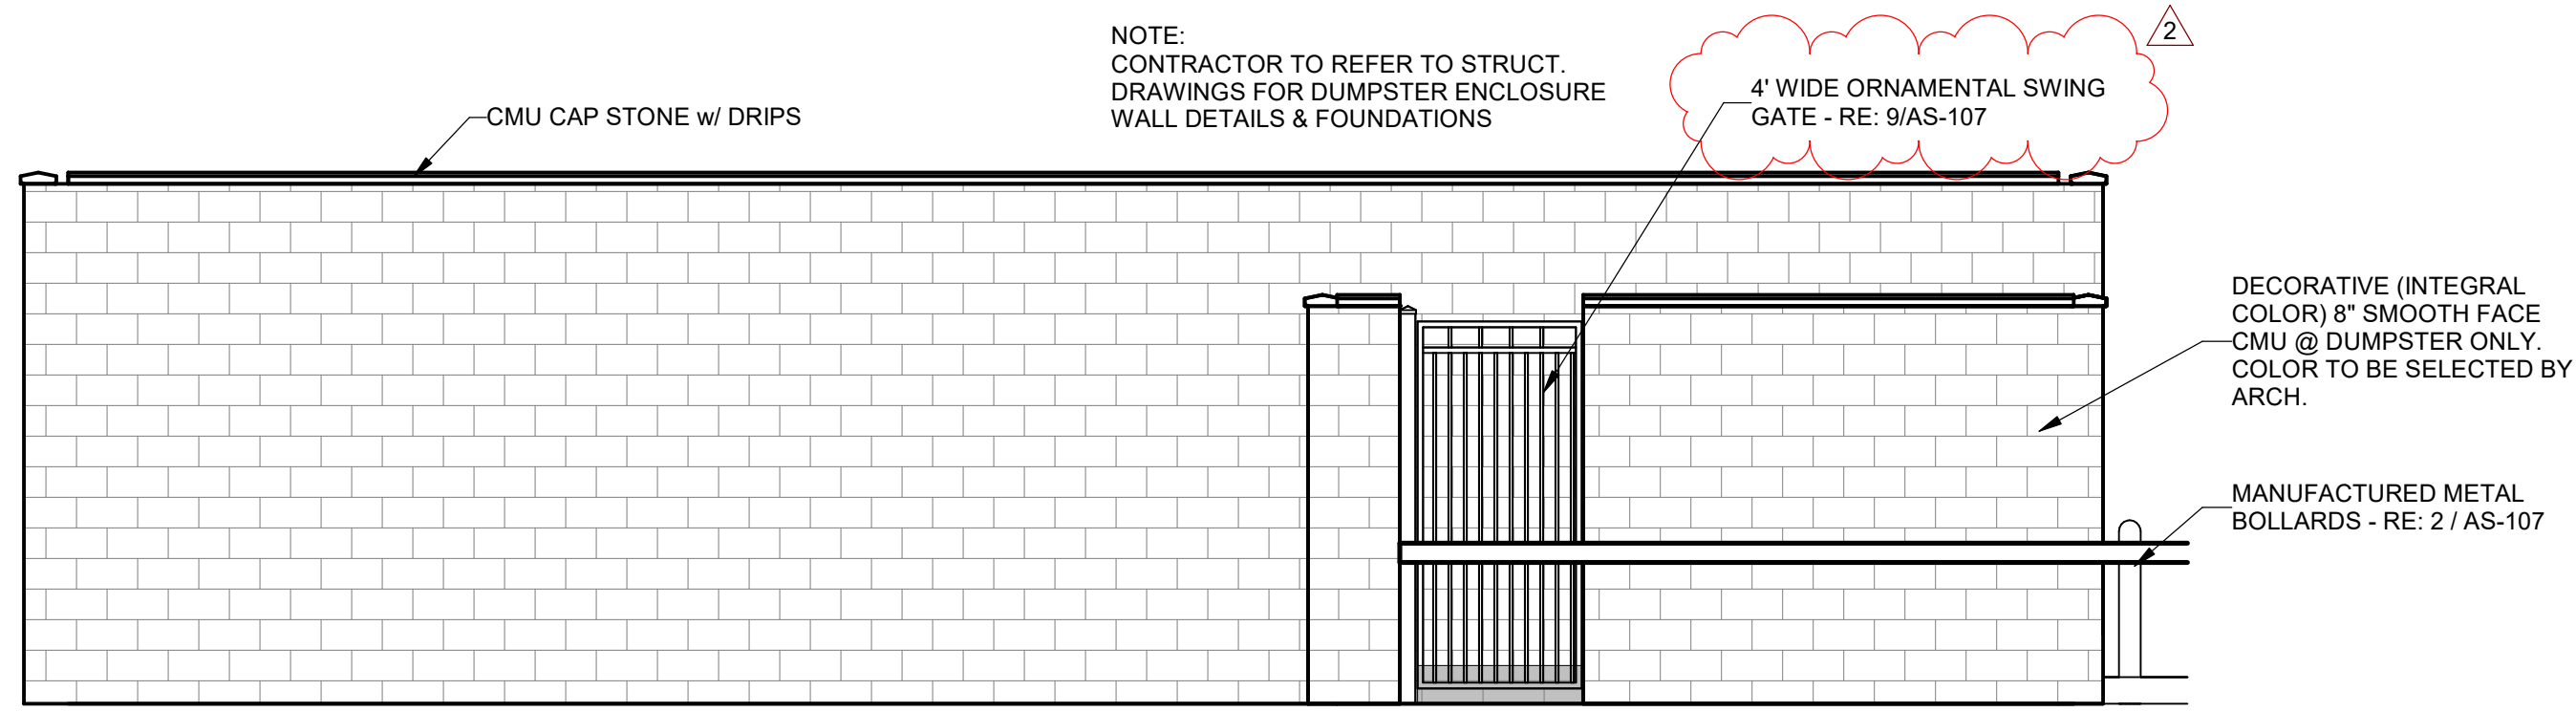 NOTE:
CONTRACTOR TO REFER TO STRUCT.
DRAWINGS FOR DUMPSTER ENCLOSURE
WALL DETAILS & FOUNDATIONS
2
4' WIDE ORNAMENTAL SWING
GATE - RE: 9/AS-107
CMU CAP STONE w/ DRIPS
DECORATIVE (INTEGRAL
COLOR) 8" SMOOTH FACE
CMU @ DUMPSTER ONLY.
COLOR TO BE SELECTED BY
ARCH.
MANUFACTURED METAL
BOLLARDS - RE: 2 / AS-107